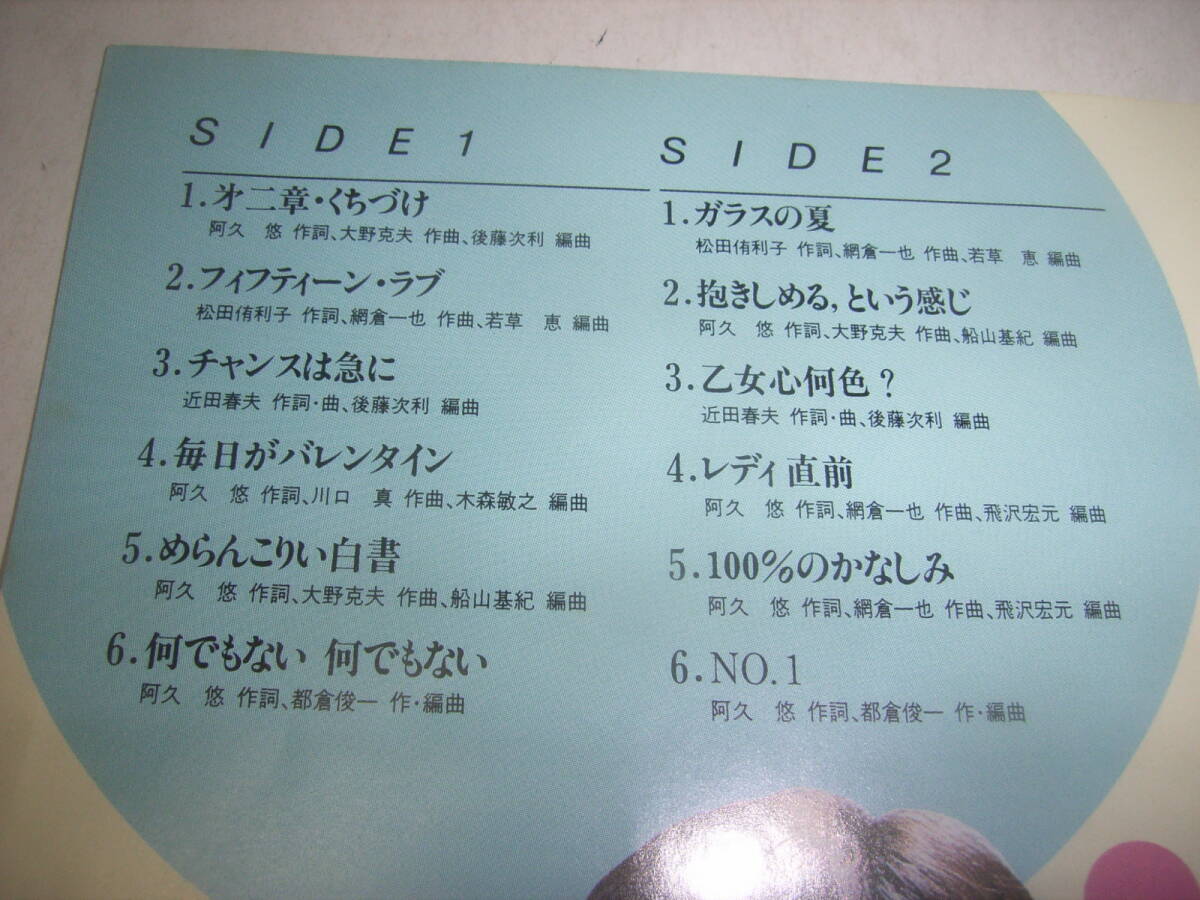 SIDE 1
1.第二章・くちづけ
阿久 悠 作詞、大野克夫 作曲、後藤次利 編曲
2.フィフティーン・ラブ
松田侑利子 作詞、網倉一也 作曲、若草 恵 編曲
3.チャンスは急に
近田春夫 作詞・曲、後藤次利 編曲
4.毎日がバレンタイン
阿久 悠 作詞、川口 真 作曲、木森敏之 編曲
5.めらんこりい白書
阿久 悠 作詞、大野克夫 作曲、船山基紀 編曲
6.何でもない 何でもない
阿久 悠 作詞、都倉俊一 作・編曲
SIDE 2
1.ガラスの夏
松田侑利子 作詞、網倉一也 作曲、若草 恵 編曲
2.抱きしめる,という感じ
阿久 悠 作詞、大野克夫 作曲、船山基紀 編曲
3.乙女心何色?
近田春夫 作詞・曲、後藤次利 編曲
4.レディ直前
阿久 悠 作詞、網倉一也 作曲、飛沢宏元 編曲
5.100%のかなしみ
阿久 悠 作詞、網倉一也 作曲、飛沢宏元 編曲
6.NO.1
阿久 悠 作詞、都倉俊一 作・編曲